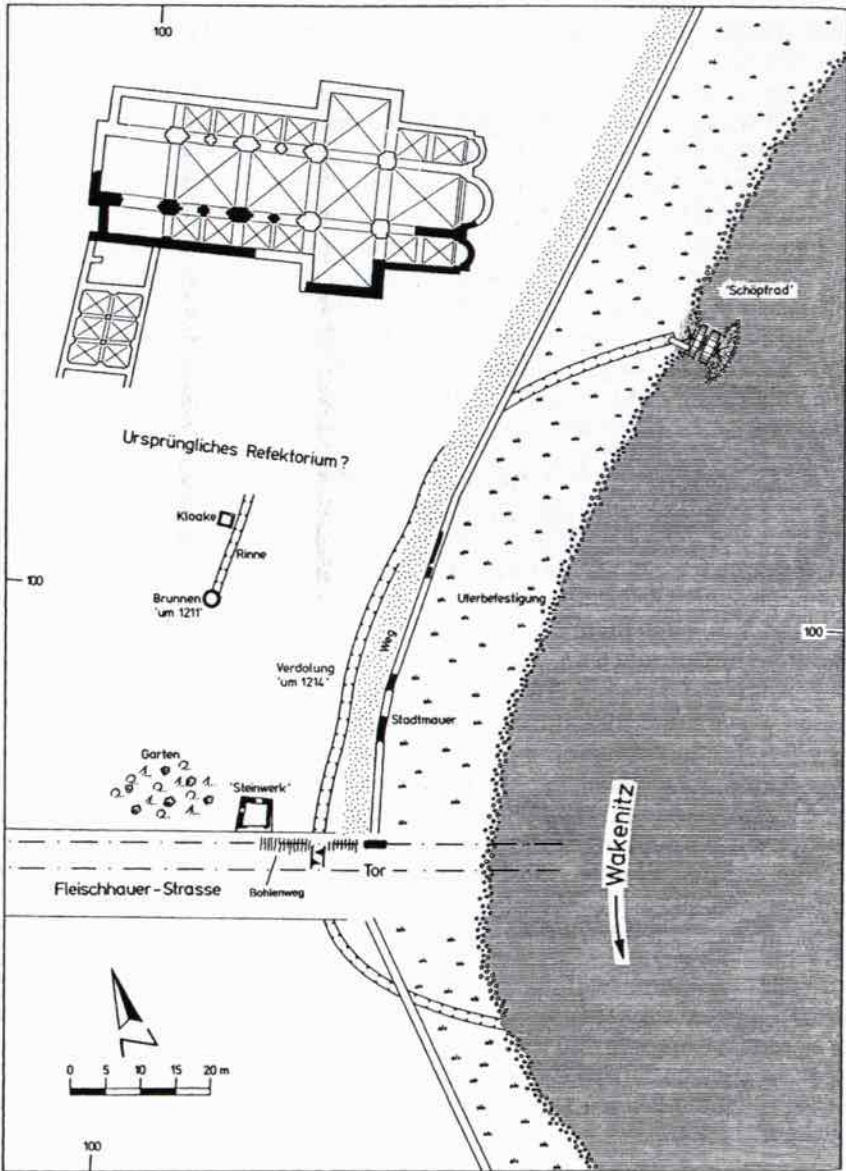 100
'Schöpfrad'
Ursprüngliches Refektorium?
Kloake
Rinne
100
Brunnen
'um 1211'
Uferbefestigung
100
Weg
Verdolung
'um 1214'
Stadtmauer
Garten
'Steinwerk'
Wakenitz
Tor
Fleischhauer-Strasse
Bohlenweg
N
0 5 10 15 20 m
100